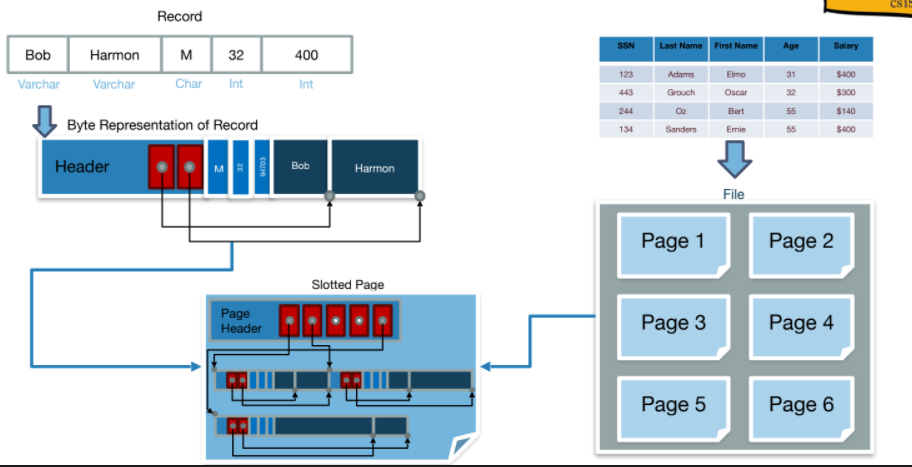 CS18
Record
Bob Harmon M 32 400
Varchar Varchar Char Int Int
Byte Representation of Record
Header M 32 94703 Bob Harmon
SSN Last Name First Name Age Salary
123 Adams Elmo 31 $400
443 Grouch Oscar 32 $300
244 Oz Bert 55 $140
134 Sanders Ernie 55 $400
File
Page 1 Page 2
Page 3 Page 4
Page 5 Page 6
Slotted Page
Page
Header